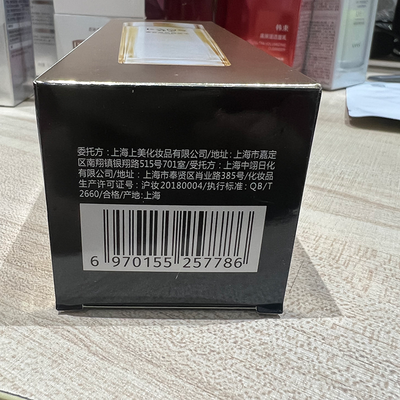 委托方：上海上美化妆品有限公司/地址：上海市嘉定
区南翔镇银翔路515号701室/受托方：上海中翊日化
有限公司/地址：上海市奉贤区肖业路385号/化妆品
生产许可证号：沪妆20180004/执行标准：QB/T
2660/合格/产地：上海
6 970155 257786